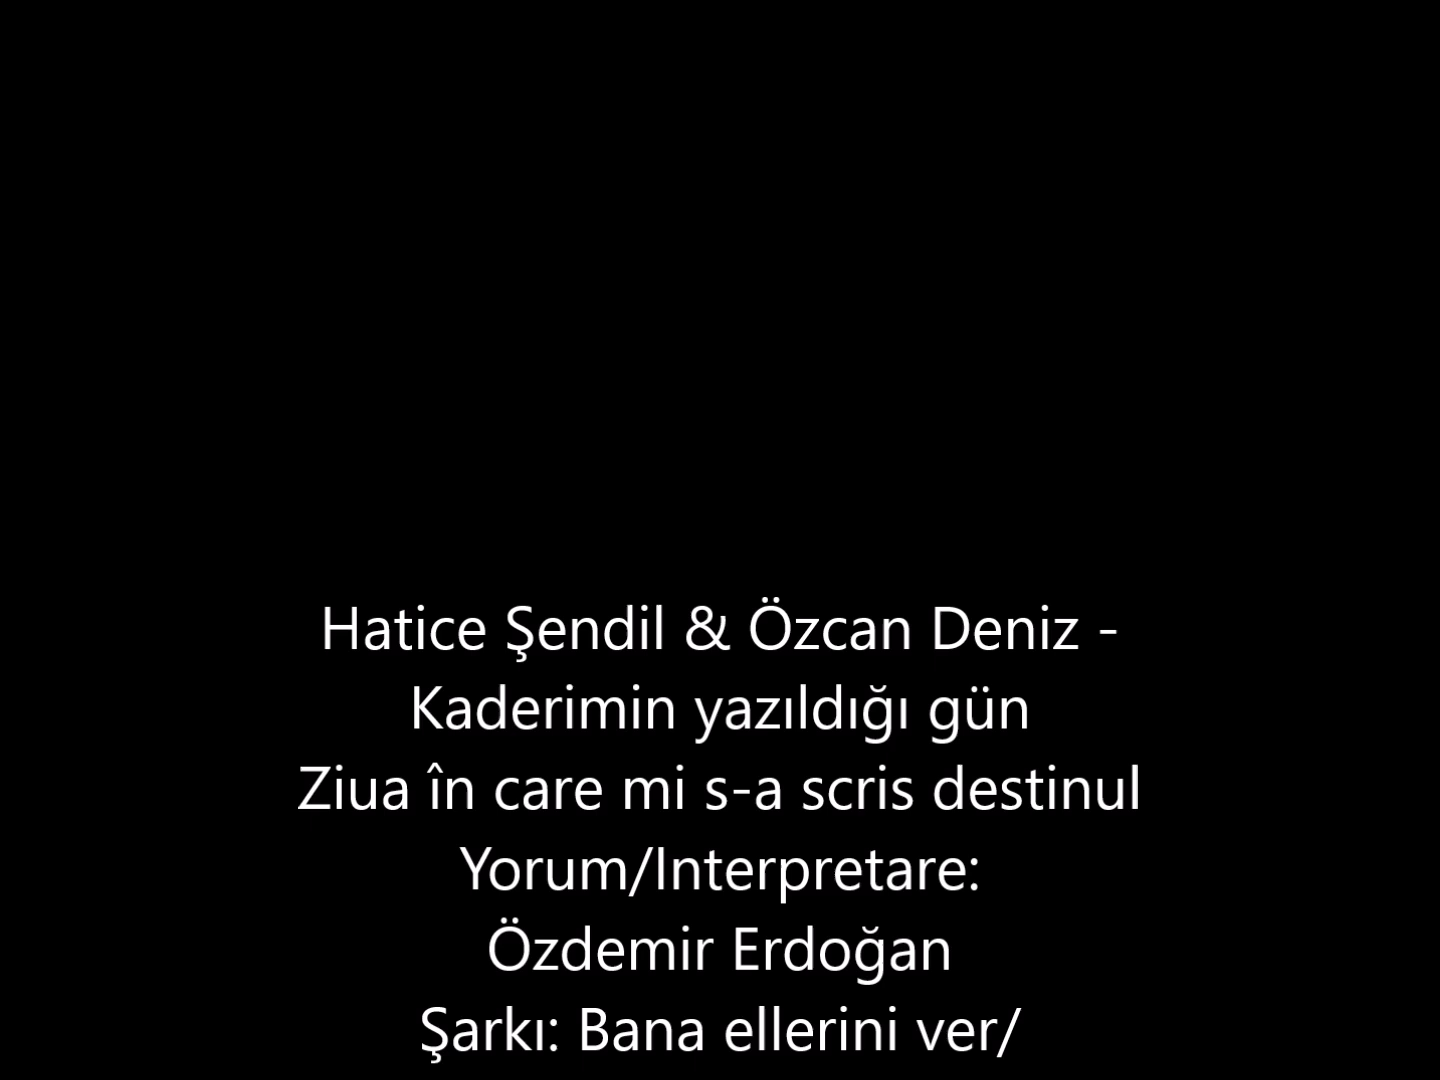 Hatice Şendil & Özcan Deniz -
Kaderimin yazıldığı gün
Ziua în care mi s-a scris destinul
Yorum/Interpretare:
Özdemir Erdoğan
Şarkı: Bana ellerini ver/